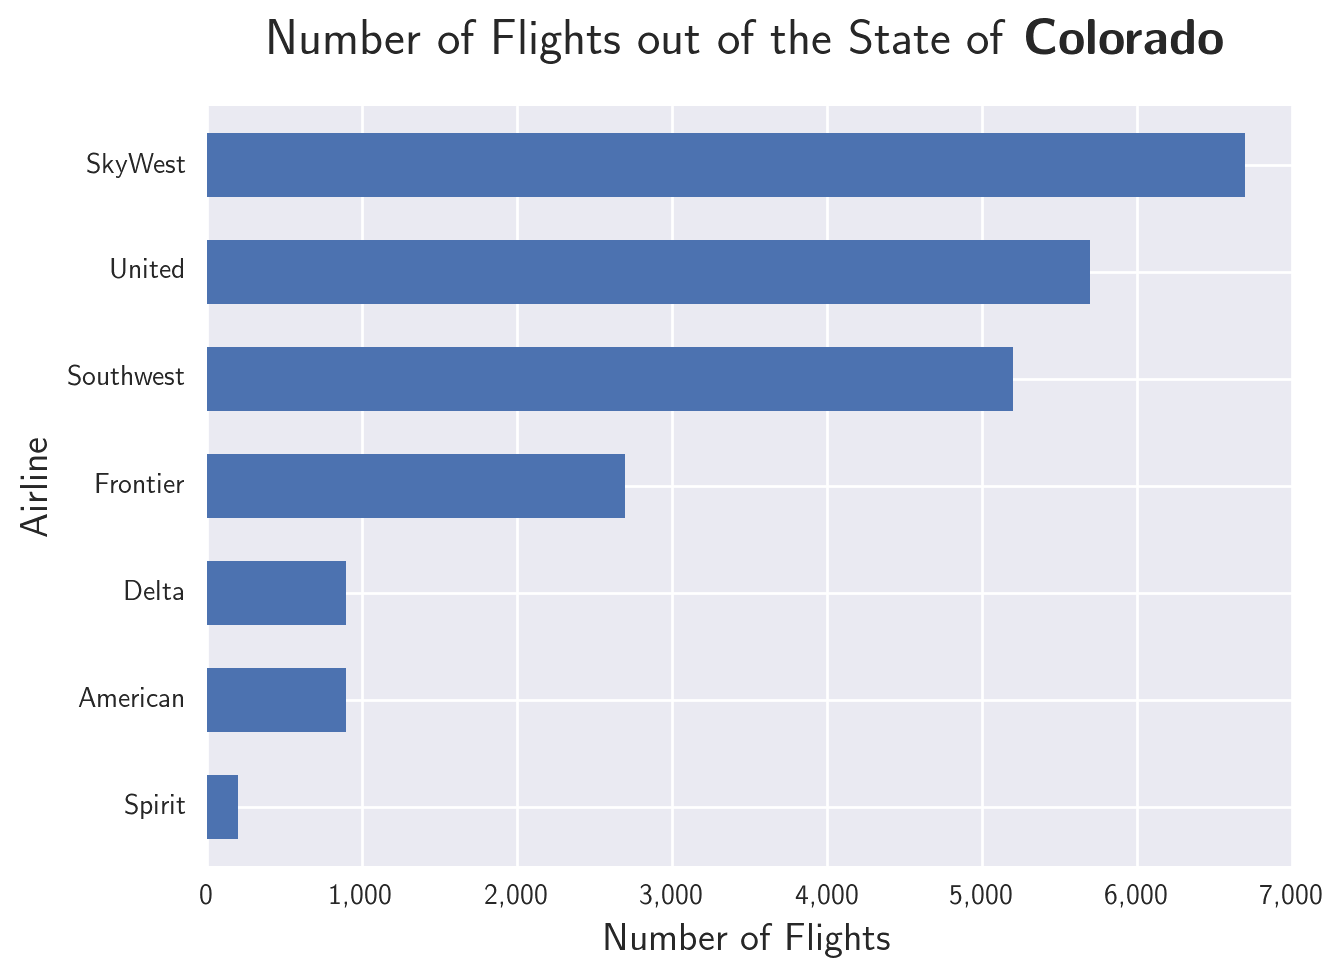 Number of Flights out of the State of Colorado
SkyWest
United
Southwest
Frontier
Delta
American
Spirit
Airline
0 1,000 2,000 3,000 4,000 5,000 6,000 7,000
Number of Flights